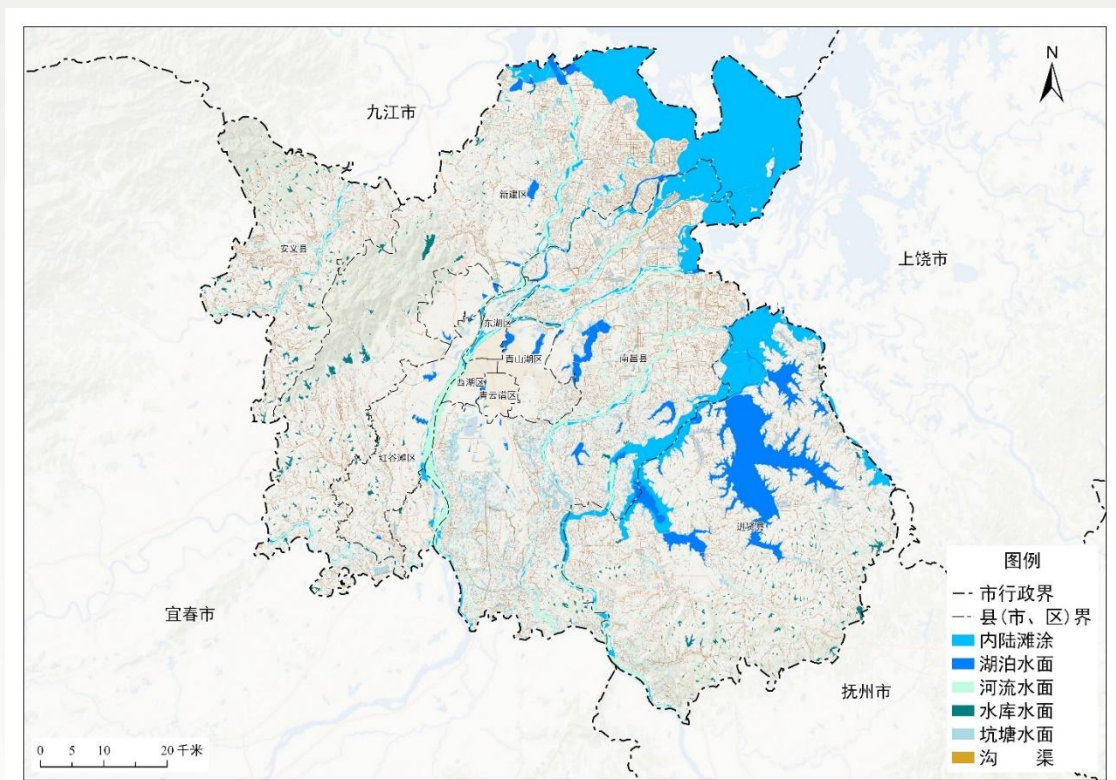 N
九江市
新建区
安义县
上饶市
东湖区
青山湖区
南昌县
西湖区
青云谱区
红谷滩区
进贤县
宜春市
抚州市
图例
市行政界
县(市、区)界
内陆滩涂
湖泊水面
河流水面
水库水面
坑塘水面
沟 渠
0 5 10 20 千米